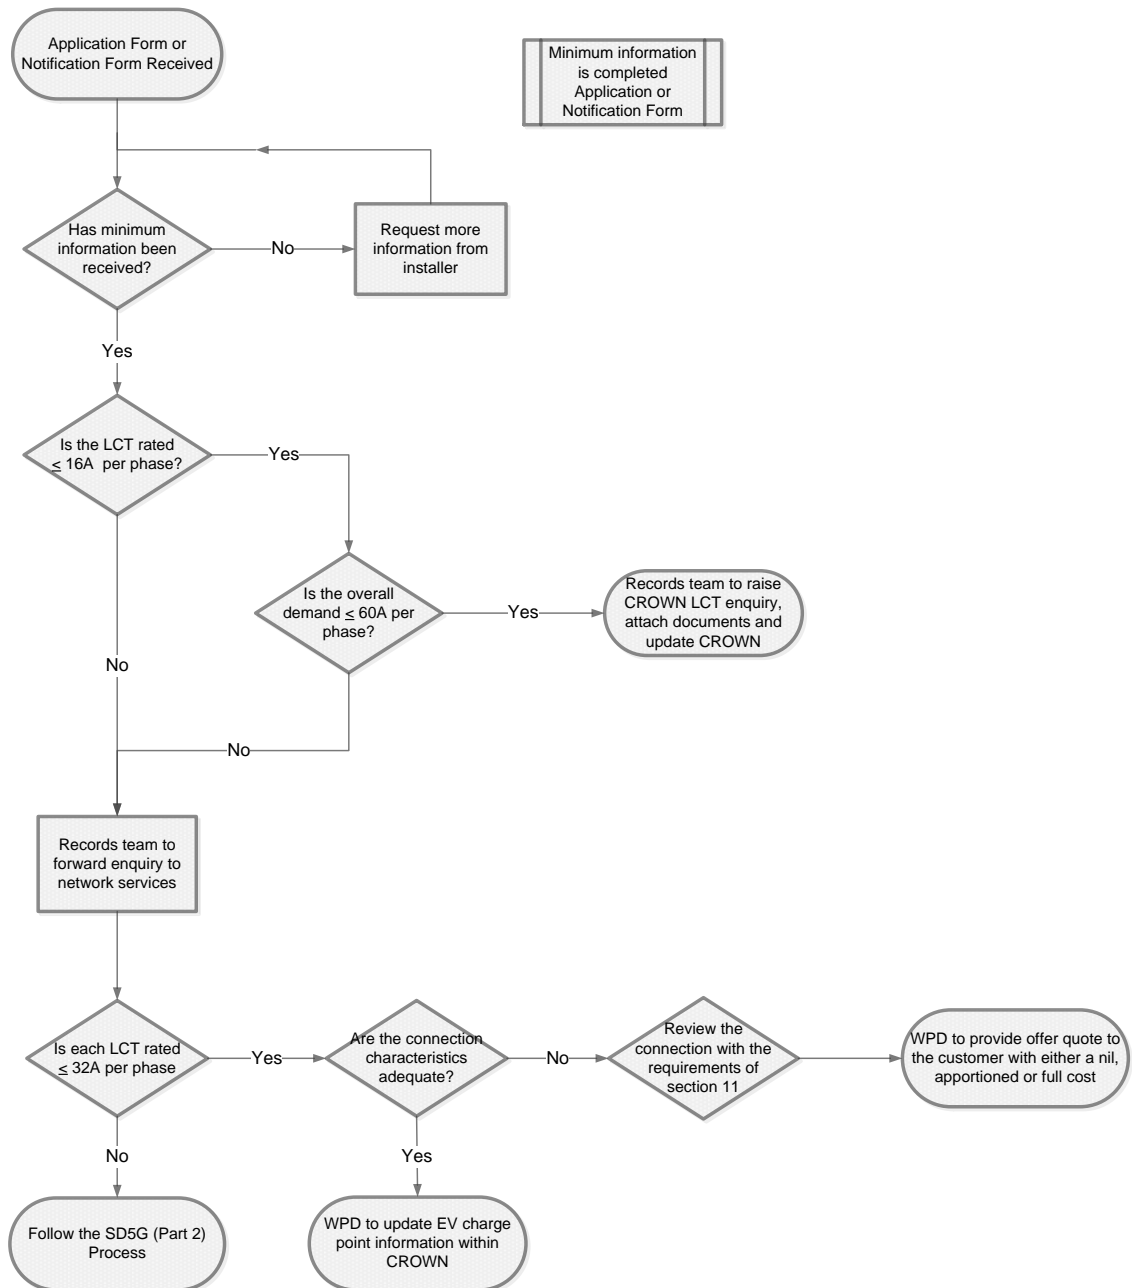 Application Form or
Notification Form Received
Minimum information
is completed
Application or
Notification Form
Has minimum
information been
received?
No
Request more
information from
installer
Yes
Is the LCT rated
≤ 16A per phase?
Yes
Is the overall
demand ≤ 60A per
phase?
Yes
Records team to raise
CROWN LCT enquiry,
attach documents and
update CROWN
No
No
Records team to
forward enquiry to
network services
Is each LCT rated
≤ 32A per phase
Yes
Are the connection
characteristics
adequate?
No
Review the
connection with the
requirements of
section 11
WPD to provide offer quote to
the customer with either a nil,
apportioned or full cost
No
Yes
Follow the SD5G (Part 2)
Process
WPD to update EV charge
point information within
CROWN